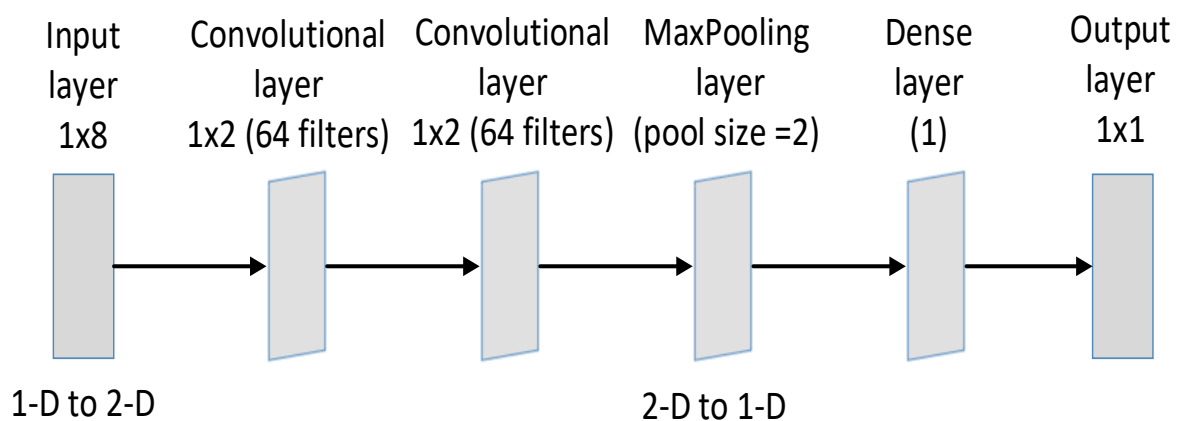 Input
layer
1x8
Convolutional
layer
1x2 (64 filters)
Convolutional
layer
1x2 (64 filters)
MaxPooling
layer
(pool size =2)
Dense
layer
(1)
Output
layer
1x1
1-D to 2-D
2-D to 1-D